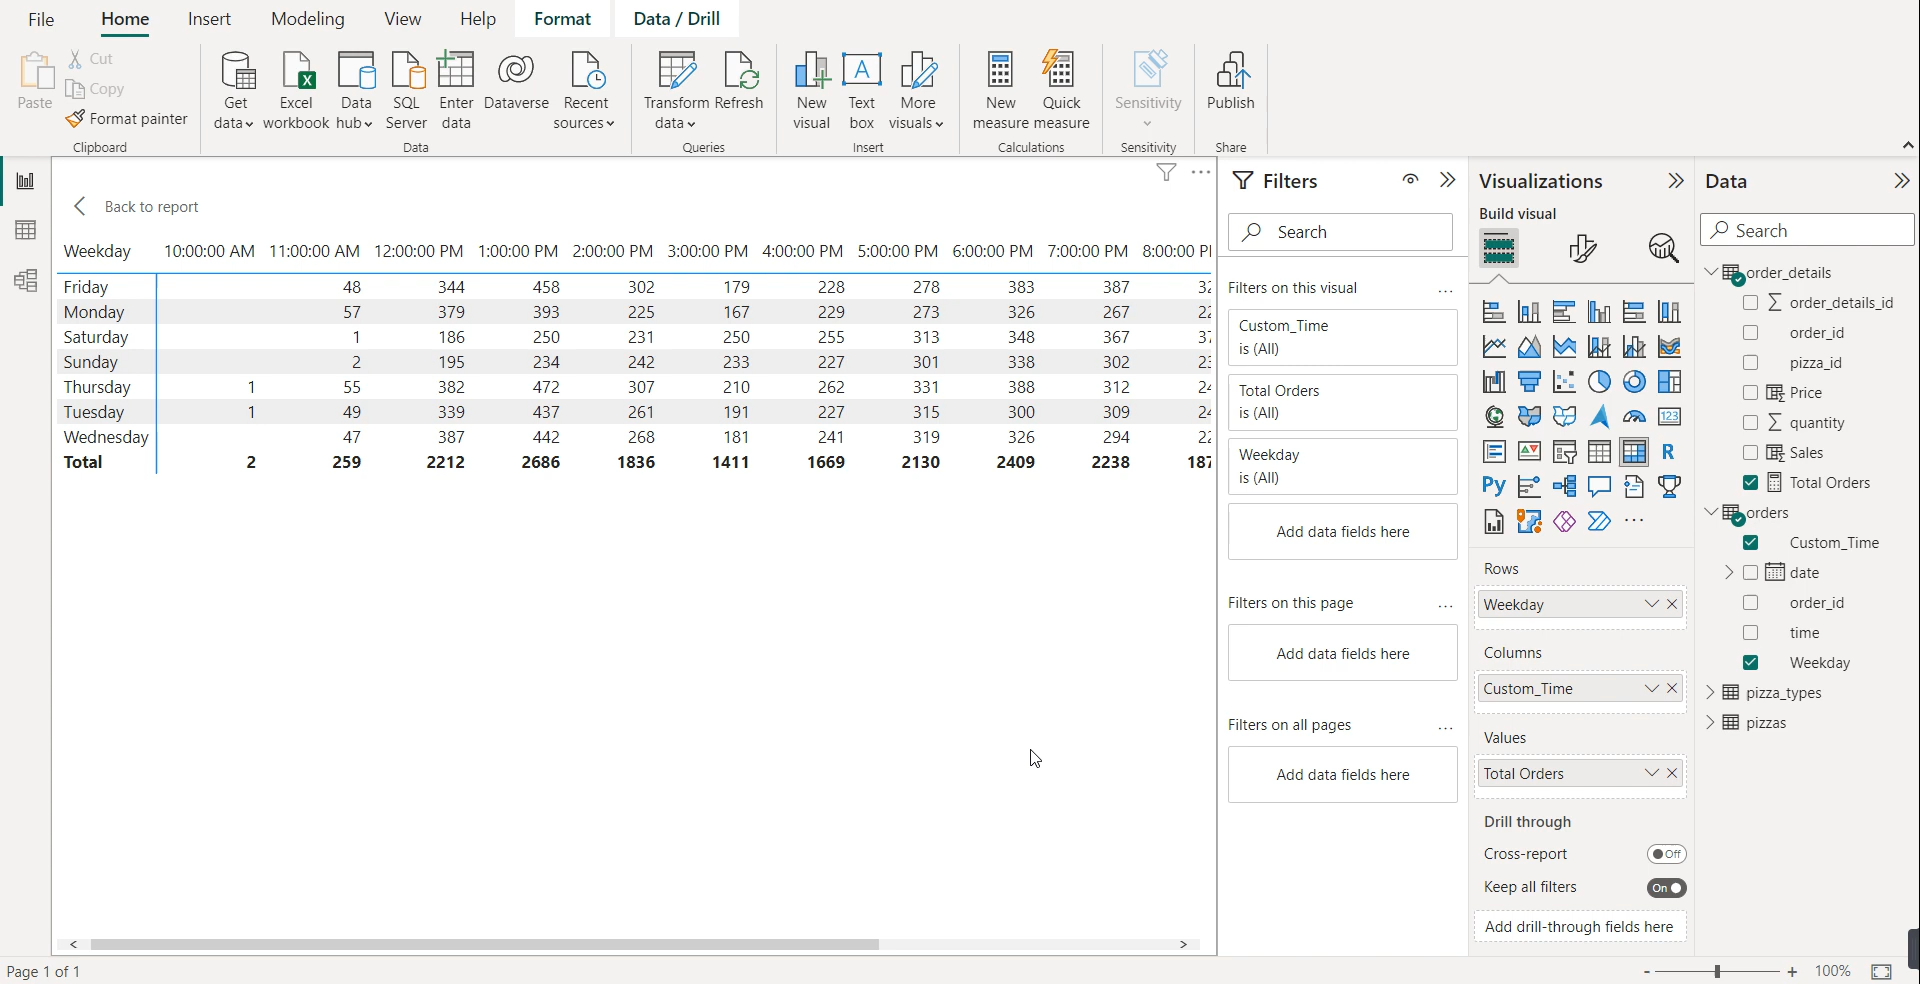 File Home Insert Modeling View Help Format Data / Drill
Paste
Cut
Copy
Format painter
Clipboard
Get data
Excel workbook
Data hub
SQL Server
Enter data
Dataverse
Recent sources
Data
Transform data
Refresh
Queries
New visual
Text box
More visuals
Insert
New measure
Quick measure
Calculations
Sensitivity
Sensitivity
Publish
Share
Back to report
Weekday 10:00:00 AM 11:00:00 AM 12:00:00 PM 1:00:00 PM 2:00:00 PM 3:00:00 PM 4:00:00 PM 5:00:00 PM 6:00:00 PM 7:00:00 PM 8:00:00
Friday 48 344 458 302 179 228 278 383 387
Monday 57 379 393 225 167 229 273 326 267
Saturday 1 186 250 231 250 255 313 348 367
Sunday 2 195 234 242 233 227 301 338 302
Thursday 1 55 382 472 307 210 262 331 388 312
Tuesday 1 49 339 437 261 191 227 315 300 309
Wednesday 47 387 442 268 181 241 319 326 294
Total 2 259 2212 2686 1836 1411 1669 2130 2409 2238
Filters
Search
Filters on this visual
Custom_Time
is (All)
Total Orders
is (All)
Weekday
is (All)
Add data fields here
Filters on this page
Add data fields here
Filters on all pages
Add data fields here
Visualizations
Build visual
123
R
Py
Rows
Weekday
Columns
Custom_Time
Values
Total Orders
Drill through
Cross-report Off
Keep all filters On
Add drill-through fields here
Data
Search
order_details
order_details_id
order_id
pizza_id
Price
quantity
Sales
Total Orders
orders
Custom_Time
date
order_id
time
Weekday
pizza_types
pizzas
Page 1 of 1
- + 100%